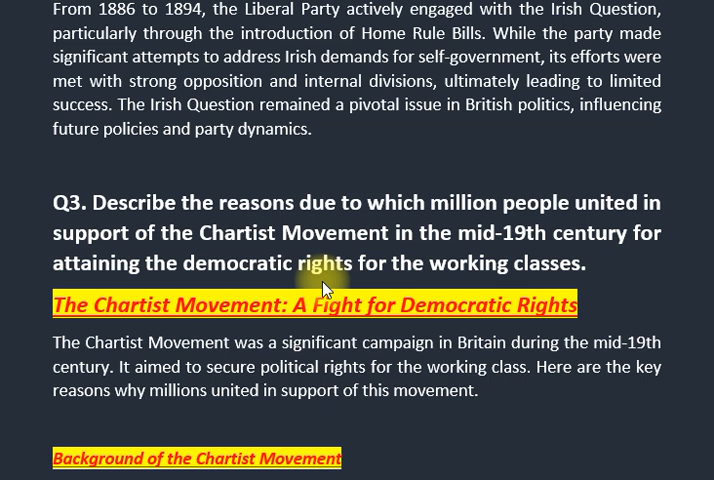 From 1886 to 1894, the Liberal Party actively engaged with the Irish Question,
particularly through the introduction of Home Rule Bills. While the party made
significant attempts to address Irish demands for self-government, its efforts were
met with strong opposition and internal divisions, ultimately leading to limited
success. The Irish Question remained a pivotal issue in British politics, influencing
future policies and party dynamics.
Q3. Describe the reasons due to which million people united in
support of the Chartist Movement in the mid-19th century for
attaining the democratic rights for the working classes.
The Chartist Movement: A Fight for Democratic Rights
The Chartist Movement was a significant campaign in Britain during the mid-19th
century. It aimed to secure political rights for the working class. Here are the key
reasons why millions united in support of this movement.
Background of the Chartist Movement